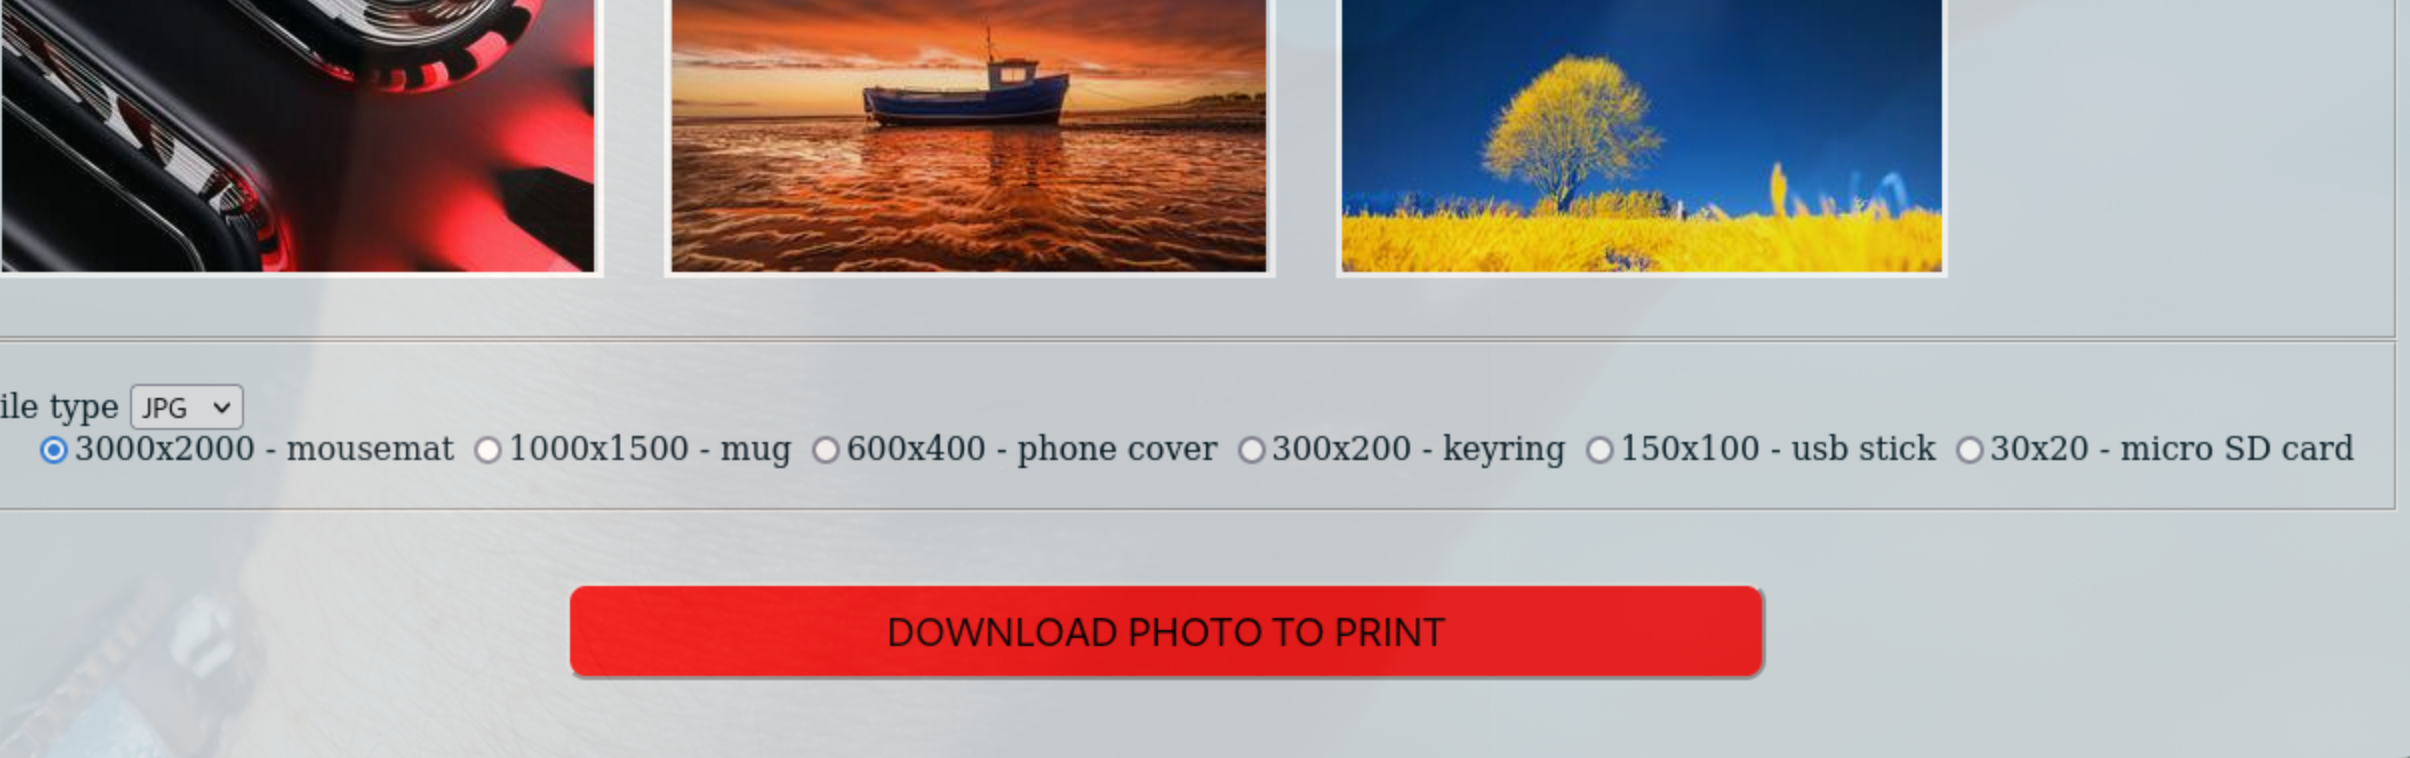 ile type JPG
3000x2000 - mousemat 1000x1500 - mug 600x400 - phone cover 300x200 - keyring 150x100 - usb stick 30x20 - micro SD card
DOWNLOAD PHOTO TO PRINT